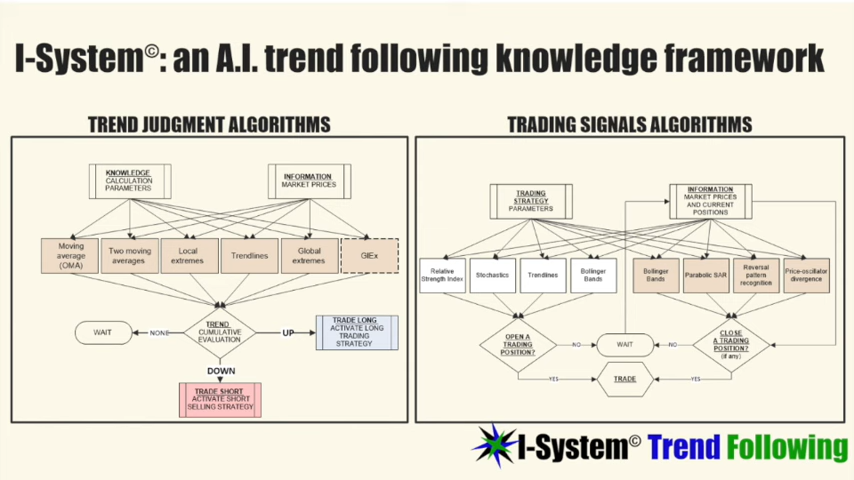 I-System©: an A.I. trend following knowledge framework
TREND JUDGMENT ALGORITHMS
KNOWLEDGE
CALCULATION
PARAMETERS
INFORMATION
MARKET PRICES
Moving
average
(OMA)
Two moving
averages
Local
extremes
Trendlines
Global
extremes
GIEx
WAIT
NONE
TREND
CUMULATIVE
EVALUATION
UP
TRADE LONG
ACTIVATE LONG
TRADING
STRATEGY
DOWN
TRADE SHORT
ACTIVATE SHORT
SELLING STRATEGY
TRADING SIGNALS ALGORITHMS
TRADING
STRATEGY
PARAMETERS
INFORMATION
MARKET PRICES
AND CURRENT
POSITIONS
Relative
Strength Index
Stochastics
Trendlines
Bollinger
Bands
Bollinger
Bands
Parabolic SAR
Reversal
pattern
recognition
Price-oscillator
divergence
OPEN A
TRADING
POSITION?
NO
WAIT
NO
CLOSE
A TRADING
POSITION?
(if any)
YES
TRADE
YES
I-System© Trend Following